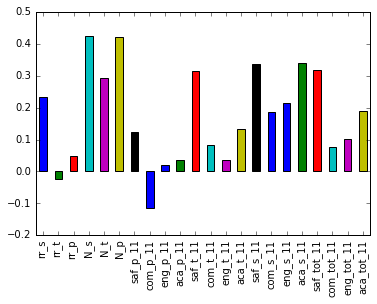 0.5
0.4
0.3
0.2
0.1
0.0
−0.1
−0.2
rr_s
rr_t
rr_p
N_s
N_t
N_p
saf_p_11
com_p_11
eng_p_11
aca_p_11
saf_t_11
com_t_11
eng_t_11
aca_t_11
saf_s_11
com_s_11
eng_s_11
aca_s_11
saf_tot_11
com_tot_11
eng_tot_11
aca_tot_11